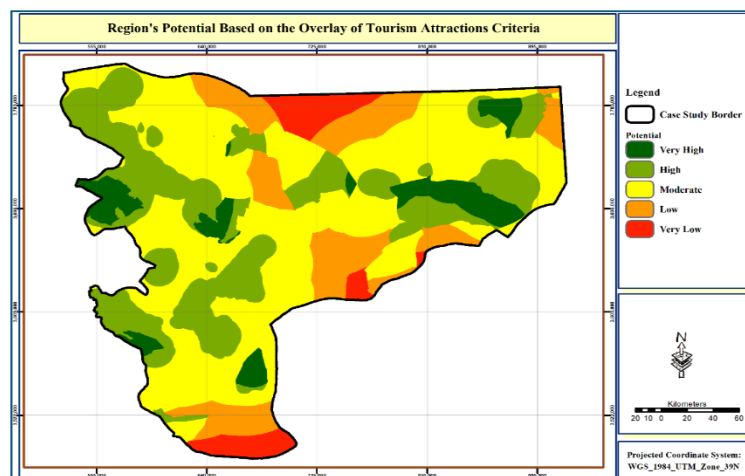 Region's Potential Based on the Overlay of Tourism Attractions Criteria
Legend
Case Study Border
Potential
Very High
High
Moderate
Low
Very Low
N
Kilometers
20 10 0 20 40 60
Projected Coordinate System:
WGS_1984_UTM_Zone_39N